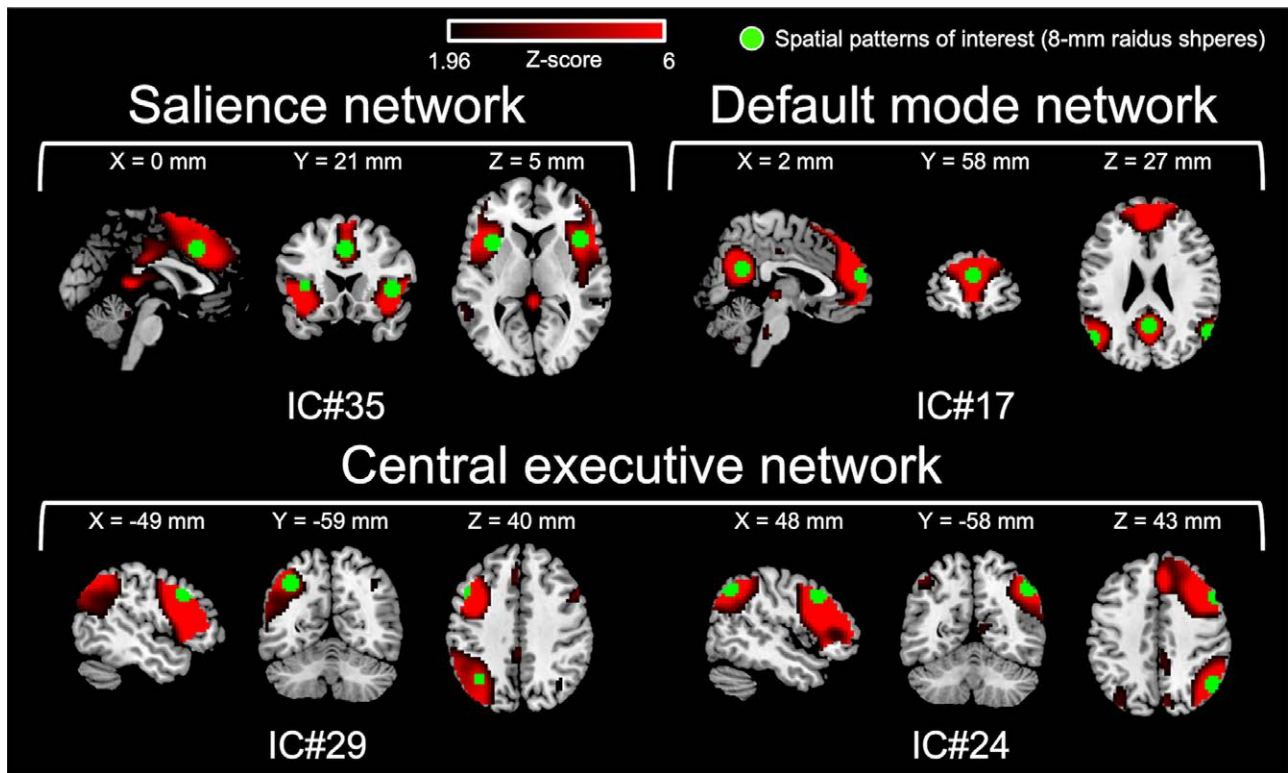 1.96 Z-score 6
Spatial patterns of interest (8-mm raidus shperes)
Salience network
Default mode network
X = 0 mm Y = 21 mm Z = 5 mm
X = 2 mm Y = 58 mm Z = 27 mm
IC#35
IC#17
Central executive network
X = -49 mm Y = -59 mm Z = 40 mm
X = 48 mm Y = -58 mm Z = 43 mm
IC#29
IC#24